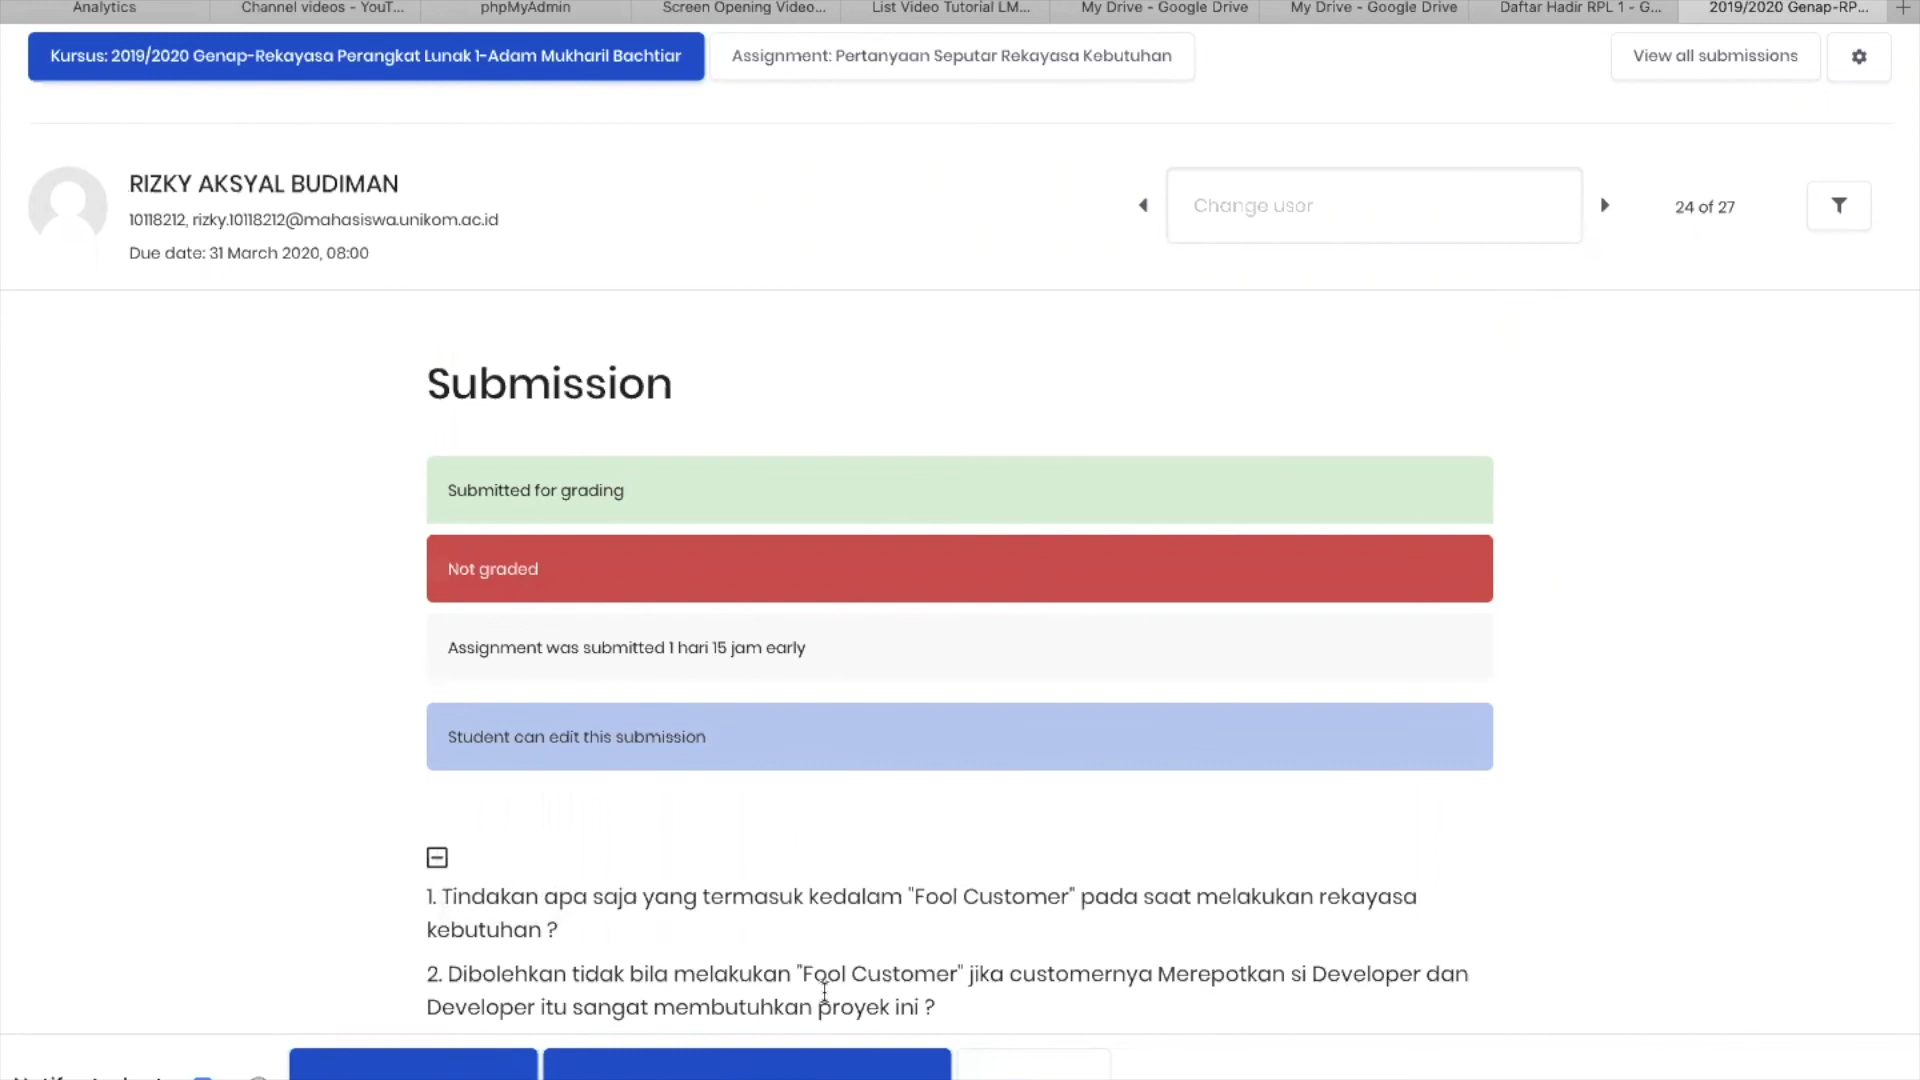 Analytics
Channel videos - YouT...
phpMyAdmin
Screen Opening Video...
List Video Tutorial LM...
My Drive - Google Drive
My Drive - Google Drive
Daftar Hadir RPL 1 - G...
2019/2020 Genap-RP...
Kursus: 2019/2020 Genap-Rekayasa Perangkat Lunak 1-Adam Mukharil Bachtiar
Assignment: Pertanyaan Seputar Rekayasa Kebutuhan
View all submissions
RIZKY AKSYAL BUDIMAN
10118212, rizky.10118212@mahasiswa.unikom.ac.id
Due date: 31 March 2020, 08:00
Change user
24 of 27
Submission
Submitted for grading
Not graded
Assignment was submitted 1 hari 15 jam early
Student can edit this submission
1. Tindakan apa saja yang termasuk kedalam "Fool Customer" pada saat melakukan rekayasa
kebutuhan ?
2. Dibolehkan tidak bila melakukan "Fool Customer" jika customernya Merepotkan si Developer dan
Developer itu sangat membutuhkan proyek ini ?